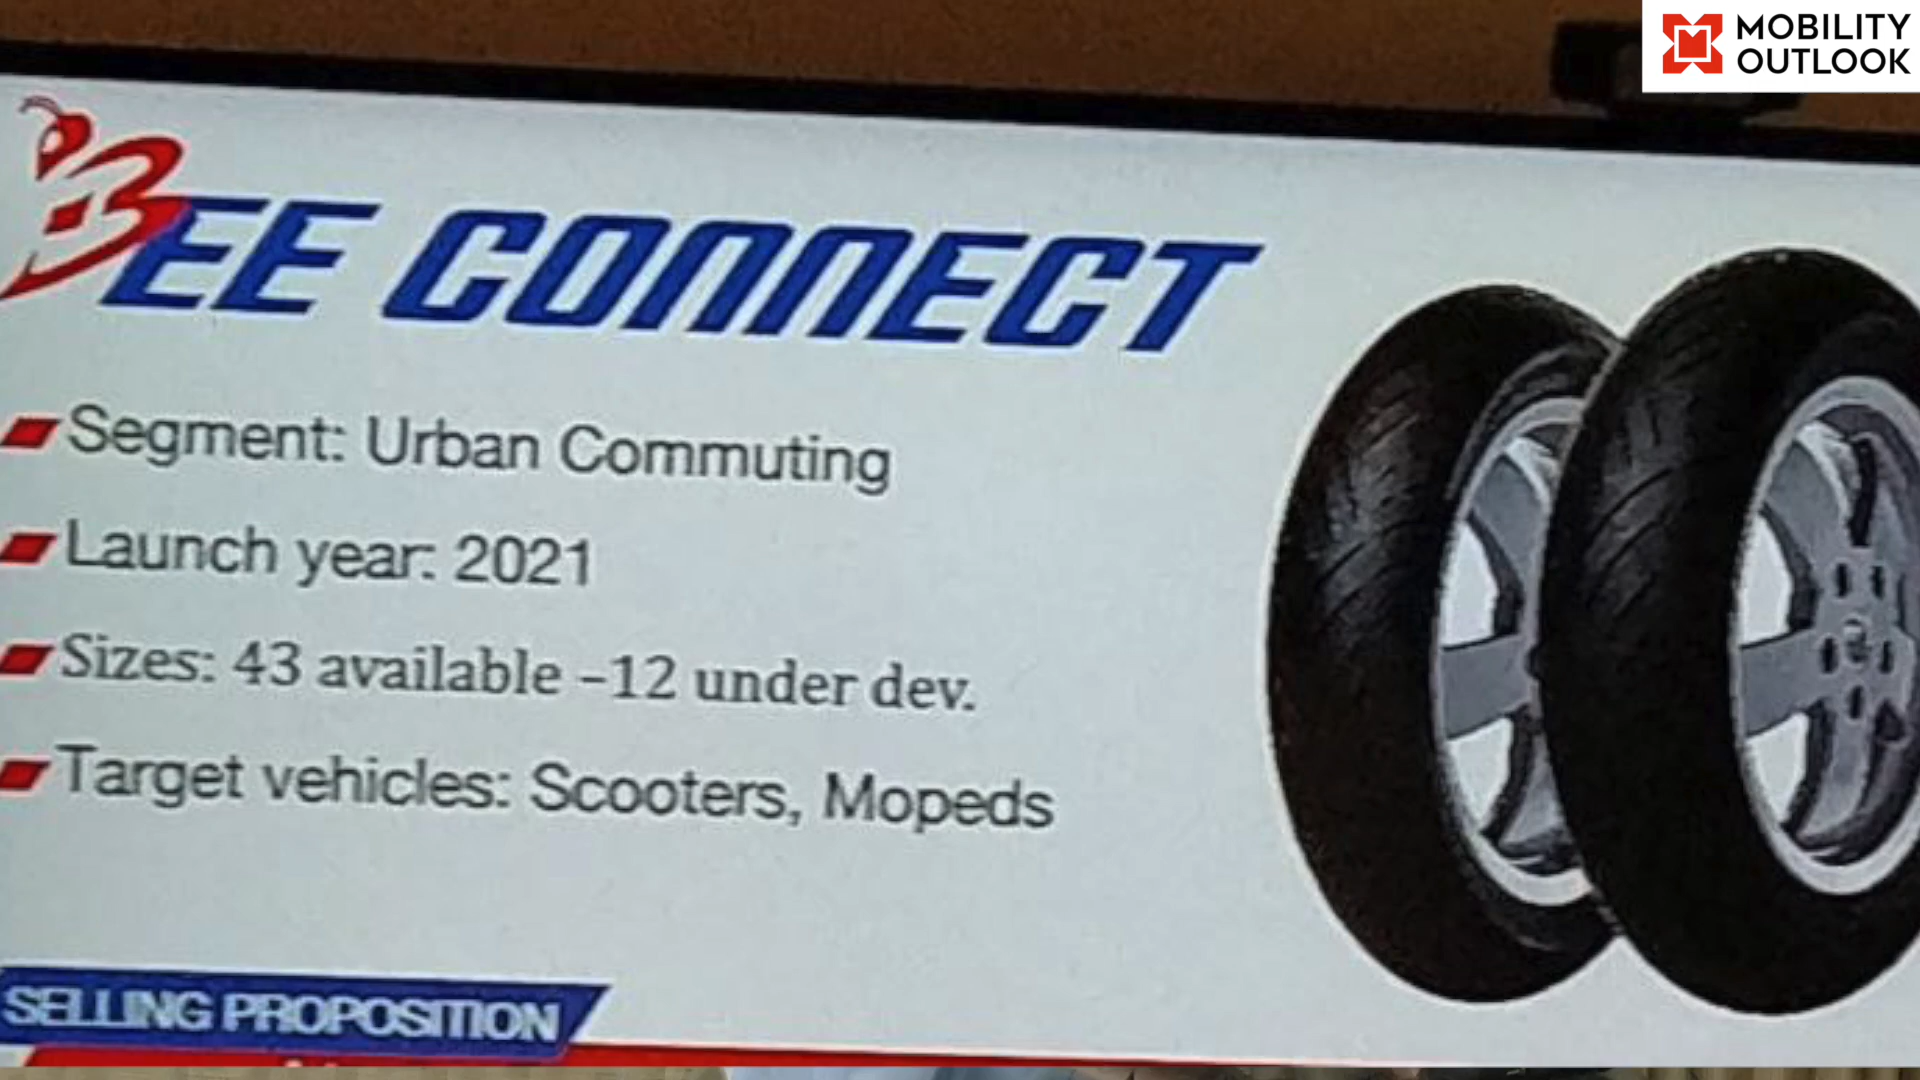 MOBILITY
OUTLOOK
BEE CONNECT
Segment: Urban Commuting
Launch year: 2021
Sizes: 43 available -12 under dev.
Target vehicles: Scooters, Mopeds
SELLING PROPOSITION